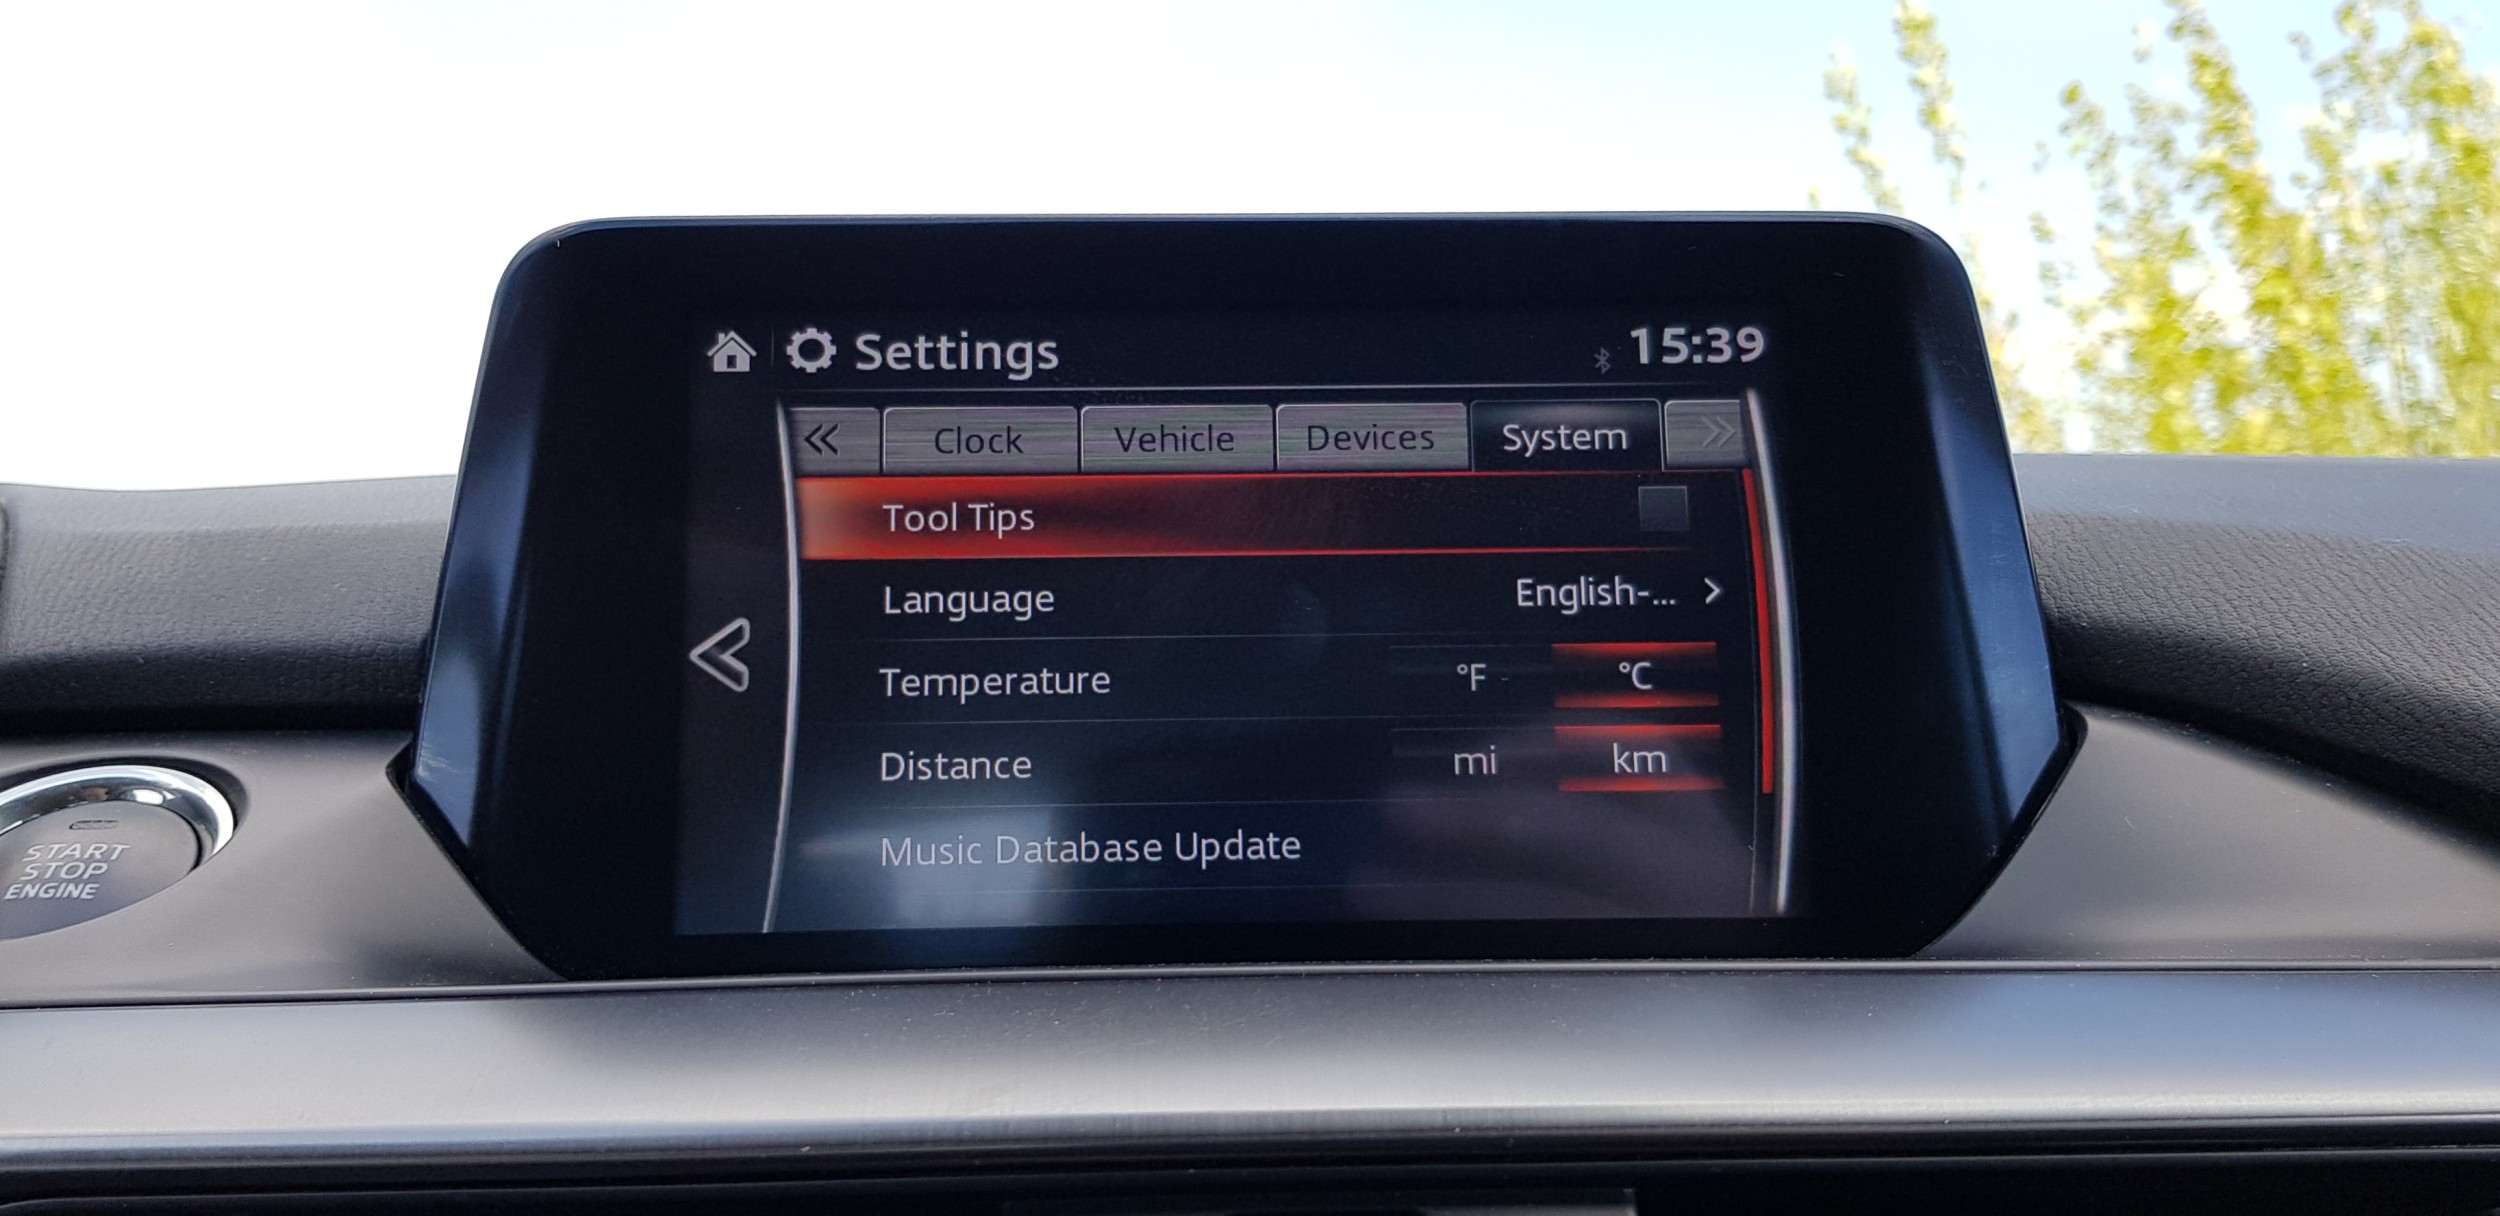 Settings
15:39
Clock Vehicle Devices System
Tool Tips
Language English-...
Temperature °F °C
Distance mi km
Music Database Update
START
STOP
ENGINE